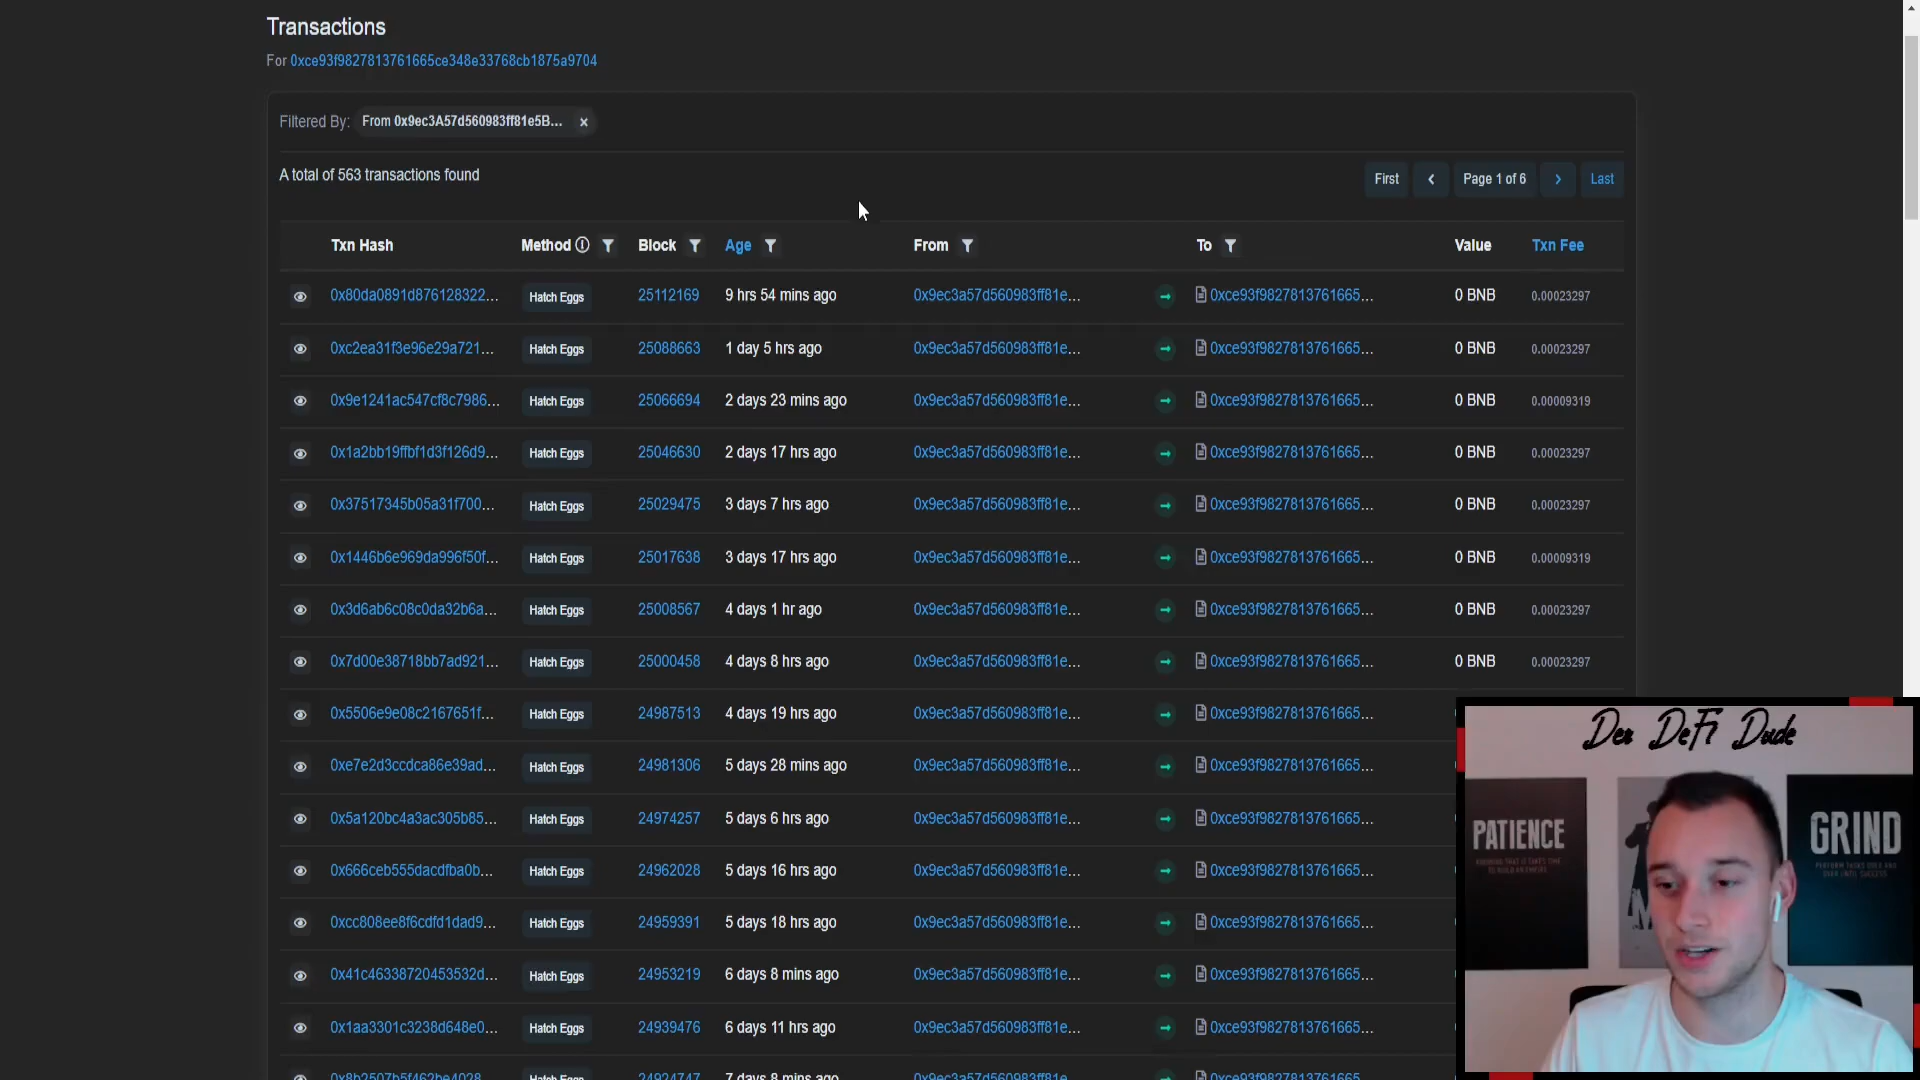 Transactions
For 0xce93f9827813761665ce348e33768cb1875a9704
Filtered By: From 0x9ec3A57d560983ff81e5B... ×
A total of 563 transactions found
First Page 1 of 6 Last
Txn Hash Method Block Age From To Value Txn Fee
0x80da0891d876128322... Hatch Eggs 25112169 9 hrs 54 mins ago 0x9ec3a57d560983ff81e... 0xce93f9827813761665... 0 BNB 0.00023297
0xc2ea31f3e96e29a721... Hatch Eggs 25088663 1 day 5 hrs ago 0x9ec3a57d560983ff81e... 0xce93f9827813761665... 0 BNB 0.00023297
0x9e1241ac547cf8c7986... Hatch Eggs 25066694 2 days 23 mins ago 0x9ec3a57d560983ff81e... 0xce93f9827813761665... 0 BNB 0.00009319
0x1a2bb19ffbf1d3f126d9... Hatch Eggs 25046630 2 days 17 hrs ago 0x9ec3a57d560983ff81e... 0xce93f9827813761665... 0 BNB 0.00023297
0x37517345b05a31f700... Hatch Eggs 25029475 3 days 7 hrs ago 0x9ec3a57d560983ff81e... 0xce93f9827813761665... 0 BNB 0.00023297
0x1446b6e969da996f50f... Hatch Eggs 25017638 3 days 17 hrs ago 0x9ec3a57d560983ff81e... 0xce93f9827813761665... 0 BNB 0.00009319
0x3d6ab6c08c0da32b6a... Hatch Eggs 25008567 4 days 1 hr ago 0x9ec3a57d560983ff81e... 0xce93f9827813761665... 0 BNB 0.00023297
0x7d00e38718bb7ad921... Hatch Eggs 25000458 4 days 8 hrs ago 0x9ec3a57d560983ff81e... 0xce93f9827813761665... 0 BNB 0.00023297
0x5506e9e08c2167651f... Hatch Eggs 24987513 4 days 19 hrs ago 0x9ec3a57d560983ff81e... 0xce93f9827813761665...
0xe7e2d3ccdca86e39ad... Hatch Eggs 24981306 5 days 28 mins ago 0x9ec3a57d560983ff81e... 0xce93f9827813761665...
0x5a120bc4a3ac305b85... Hatch Eggs 24974257 5 days 6 hrs ago 0x9ec3a57d560983ff81e... 0xce93f9827813761665...
0x666ceb555dacdfba0b... Hatch Eggs 24962028 5 days 16 hrs ago 0x9ec3a57d560983ff81e... 0xce93f9827813761665...
0xcc808ee8f6cdfd1dad9... Hatch Eggs 24959391 5 days 18 hrs ago 0x9ec3a57d560983ff81e... 0xce93f9827813761665...
0x41c46338720453532d... Hatch Eggs 24953219 6 days 8 mins ago 0x9ec3a57d560983ff81e... 0xce93f9827813761665...
0x1aa3301c3238d648e0... Hatch Eggs 24939476 6 days 11 hrs ago 0x9ec3a57d560983ff81e... 0xce93f9827813761665...
0x8b2507b5f462be4028... Hatch Eggs 24924747 7 days 8 mins ago 0x9ec3a57d560983ff81e... 0xce93f9827813761665...
Dex DeFi Dude
PATIENCE
GRIND